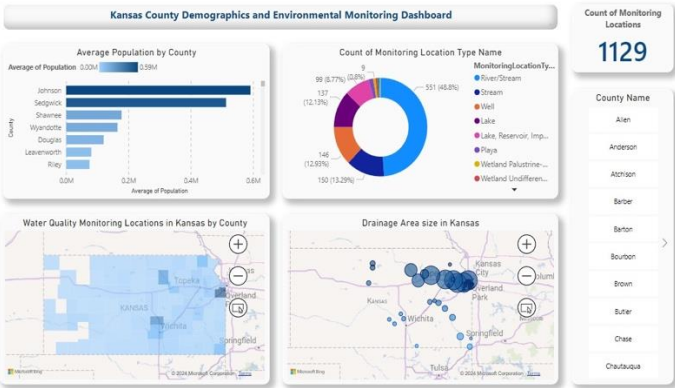 Kansas County Demographics and Environmental Monitoring Dashboard
Count of Monitoring Locations
1129
Average Population by County
Average of Population 0.00M 0.59M
County
Johnson
Sedgwick
Shawnee
Wyandotte
Douglas
Leavenworth
Riley
0.0M 0.2M 0.4M 0.6M
Average of Population
Count of Monitoring Location Type Name
9
(0.8%)
99 (8.77%)
137
(12.13%)
146
(12.93%)
150 (13.29%)
551 (48.8%)
MonitoringLocationTy...
River/Stream
Stream
Well
Lake
Lake, Reservoir, Imp...
Playa
Wetland Palustrine-...
Wetland Undifferen...
County Name
Allen
Anderson
Atchison
Barber
Barton
Bourbon
Brown
Butler
Chase
Chautauqua
Water Quality Monitoring Locations in Kansas by County
Topeka
Overland
Park
KANSAS
Wichita
Springfield
Microsoft Bing
© 2024 Microsoft Corporation Terms
Drainage Area size in Kansas
Kansas
City
Columb
Overland
Park
Kansas
Wichita
Springfield
Tulsa
Microsoft Bing
© 2024 Microsoft Corporation Terms